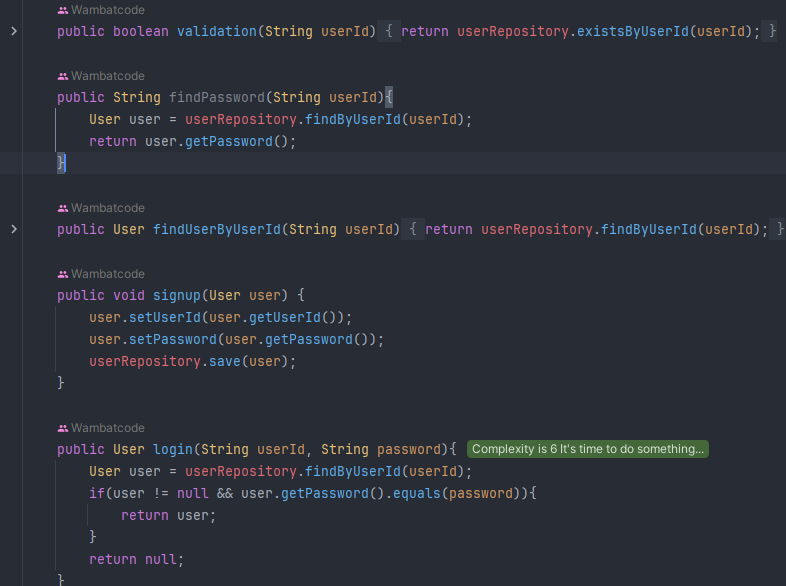 Wambatcode
public boolean validation(String userId) { return userRepository.existsByUserId(userId); }
Wambatcode
public String findPassword(String userId){
User user = userRepository.findByUserId(userId);
return user.getPassword();
}
Wambatcode
public User findUserByUserId(String userId) { return userRepository.findByUserId(userId); }
Wambatcode
public void signup(User user) {
user.setUserId(user.getUserId());
user.setPassword(user.getPassword());
userRepository.save(user);
}
Wambatcode
public User login(String userId, String password){ Complexity is 6 It's time to do something...
User user = userRepository.findByUserId(userId);
if(user != null && user.getPassword().equals(password)){
return user;
}
return null;
}